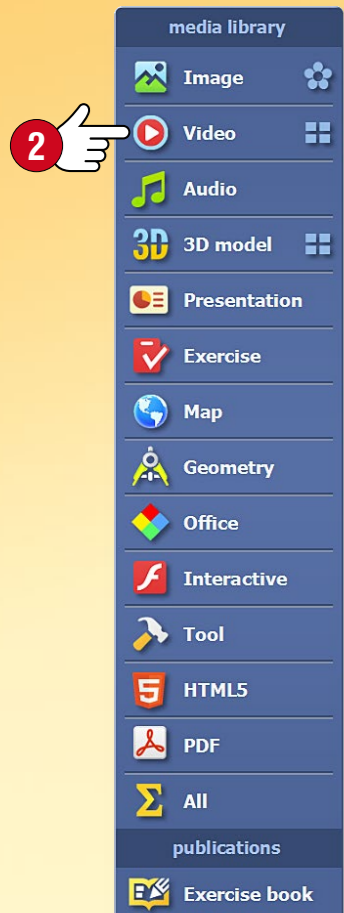 media library
Image
2
Video
Audio
3D 3D model
Presentation
Exercise
Map
Geometry
Office
Interactive
Tool
5 HTML5
PDF
Σ All
publications
Exercise book